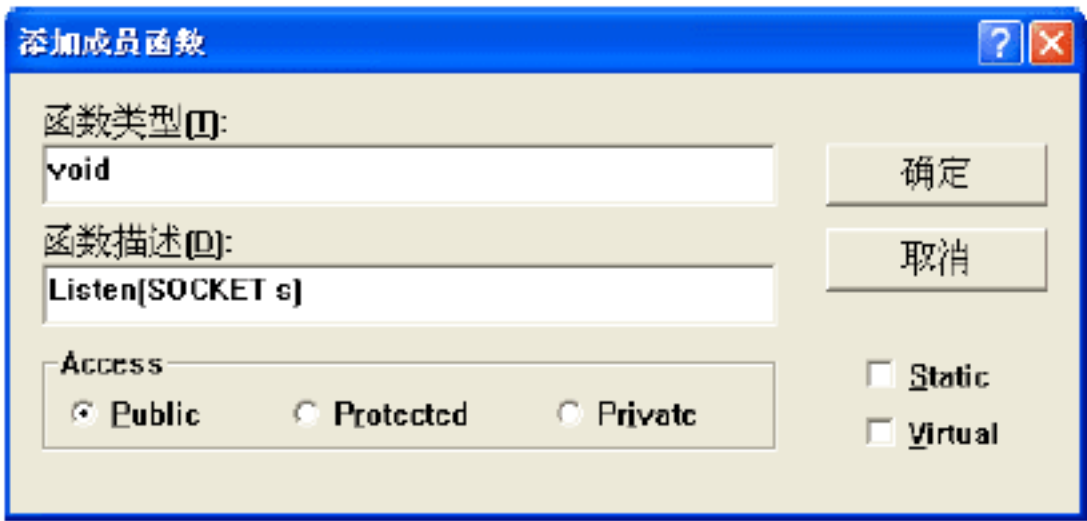 添加成员函数
函数类型(T):
void
确定
函数描述(D):
取消
Listen(SOCKET s)
Access
Public
Protected
Private
Static
Virtual